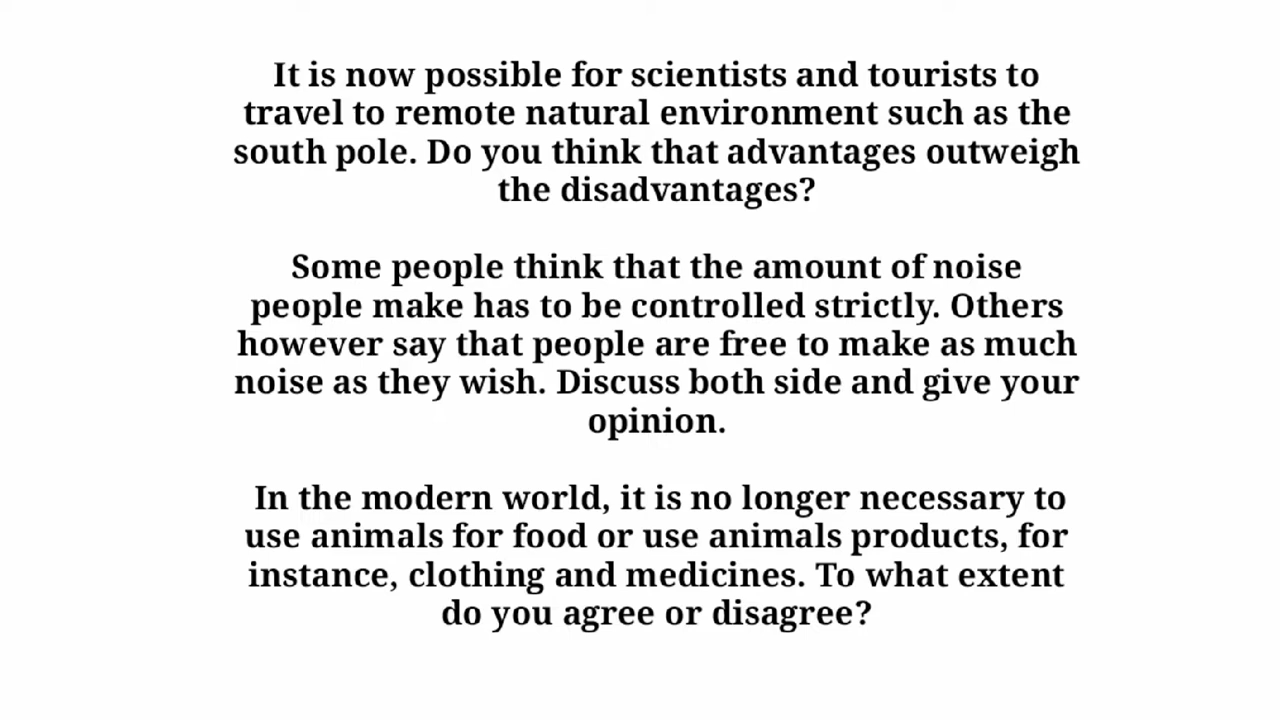 It is now possible for scientists and tourists to
travel to remote natural environment such as the
south pole. Do you think that advantages outweigh
the disadvantages?
Some people think that the amount of noise
people make has to be controlled strictly. Others
however say that people are free to make as much
noise as they wish. Discuss both side and give your
opinion.
In the modern world, it is no longer necessary to
use animals for food or use animals products, for
instance, clothing and medicines. To what extent
do you agree or disagree?